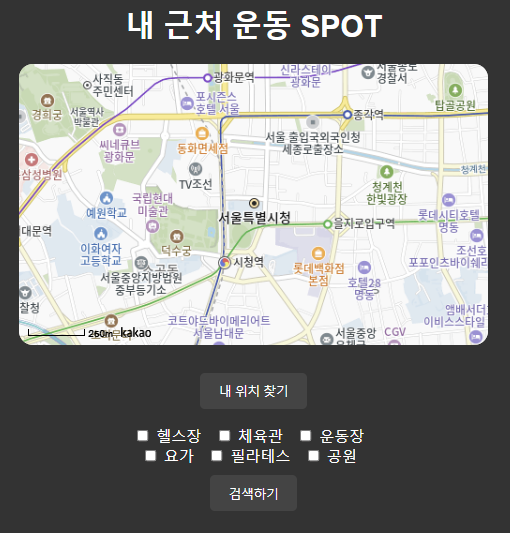 내 근처 운동 SPOT
사직동
주민센터
광화문역
신라스테이
광화문
경찰서
경희궁
서울역사
박물관
포시즌스
호텔 서울
탑골공원
종각역
씨네큐브
광화문
동화면세점
서울 출입국외국인청
세종로출장소
삼성병원
TV조선
청계천
청계천
한빛광장
예원학교
국립현대
미술관
서울특별시청
롯데시티호텔
명동
을지로입구역
대문역
이화여자
고등학교
덕수궁
조선호
포포인츠바이쉐라
시청역
롯데백화점
본점
서울중앙지방법원
중부등기소
호텔28
명동
찰청
앰배서더
이비스스타일
코트야드바이메리어트
서울남대문
250m kakao
서울중앙
우체국
CGV
내 위치 찾기
헬스장 체육관 운동장
요가 필라테스 공원
검색하기